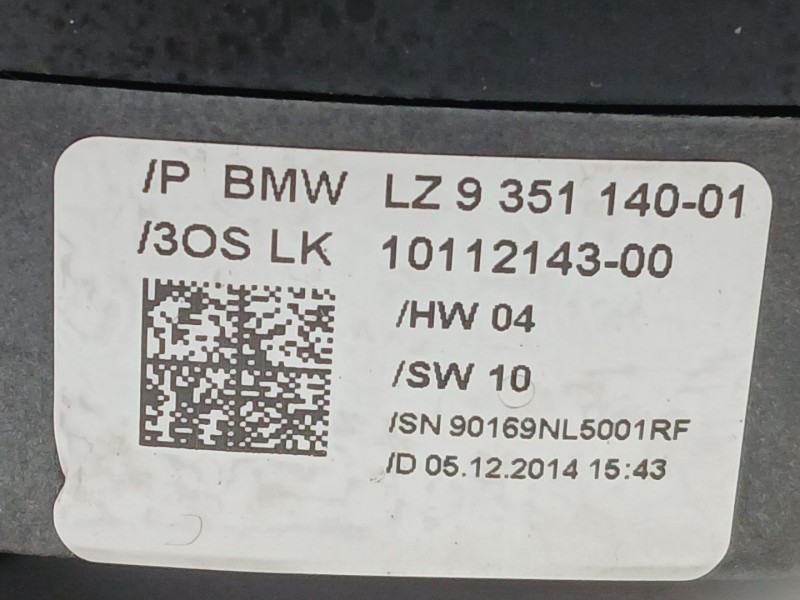 /P BMW LZ 9 351 140-01
/3OS LK 10112143-00
/HW 04
/SW 10
/SN 90169NL5001RF
/D 05.12.2014 15:43